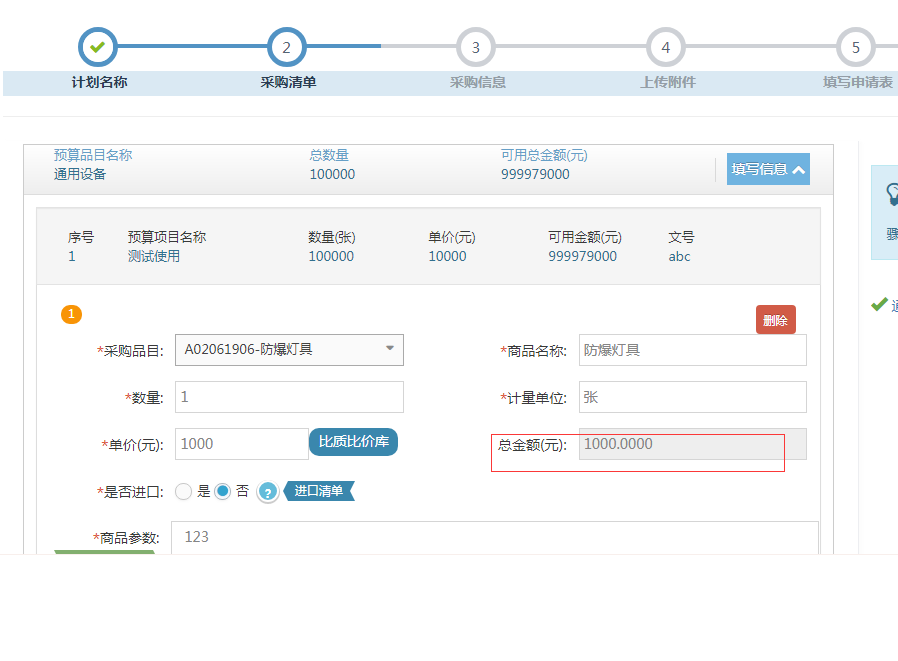 2 3 4 5
计划名称 采购清单 采购信息 上传附件 填写申请表
预算品目名称 总数量 可用总金额(元)
通用设备 100000 999979000
填写信息
序号 预算项目名称 数量(张) 单价(元) 可用金额(元) 文号
1 测试使用 100000 10000 999979000 abc
1
删除
*采购品目: A02061906-防爆灯具 *商品名称: 防爆灯具
*数量: 1 *计量单位: 张
*单价(元): 1000 比质比价库 总金额(元): 1000.0000
*是否进口: 是 否 ? 进口清单
*商品参数: 123